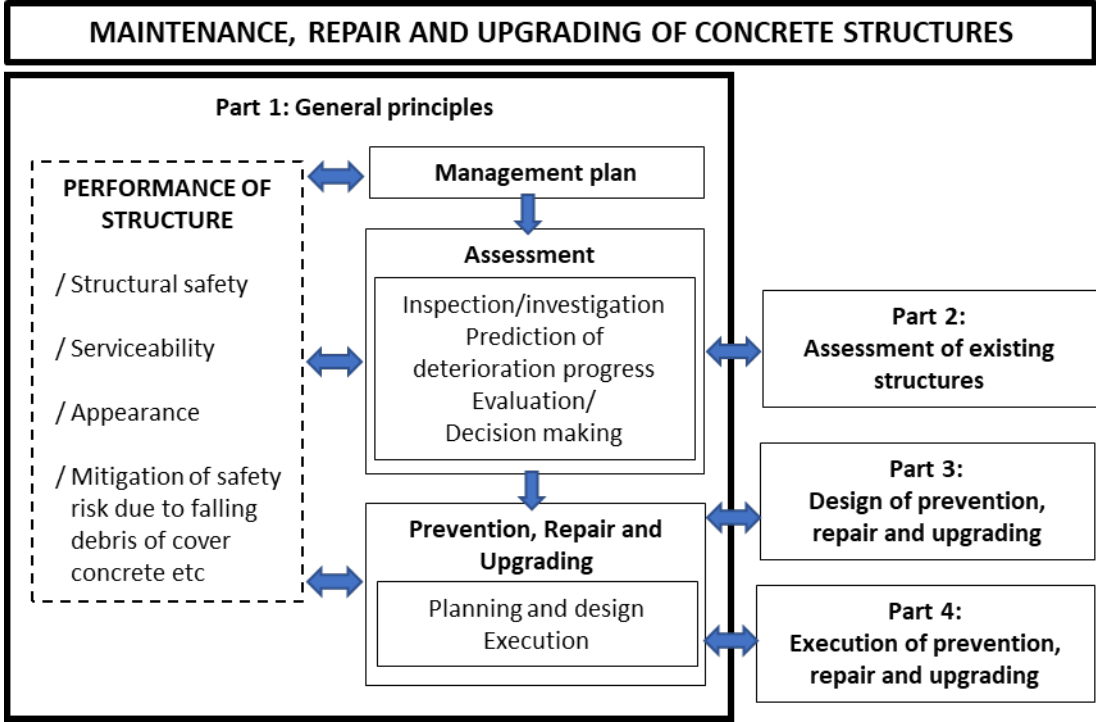 MAINTENANCE, REPAIR AND UPGRADING OF CONCRETE STRUCTURES
Part 1: General principles
PERFORMANCE OF
STRUCTURE
/ Structural safety
/ Serviceability
/ Appearance
/ Mitigation of safety
risk due to falling
debris of cover
concrete etc
Management plan
Assessment
Inspection/investigation
Prediction of
deterioration progress
Evaluation/
Decision making
Prevention, Repair and
Upgrading
Planning and design
Execution
Part 2:
Assessment of existing
structures
Part 3:
Design of prevention,
repair and upgrading
Part 4:
Execution of prevention,
repair and upgrading